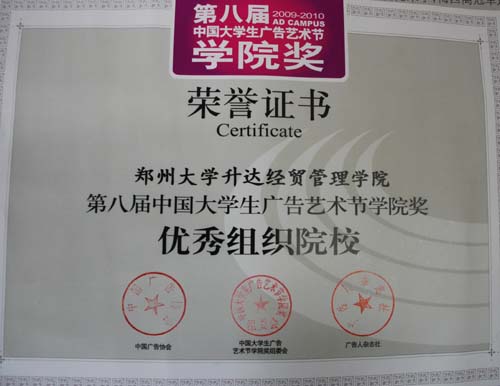 第八届 2009-2010
AD CAMPUS
中国大学生广告艺术节
学院奖
荣誉证书
Certificate
郑州大学升达经贸管理学院
第八届中国大学生广告艺术节学院奖
优秀组织院校
中国广告协会
中国大学生广告
艺术节学院奖组委会
广告人杂志社